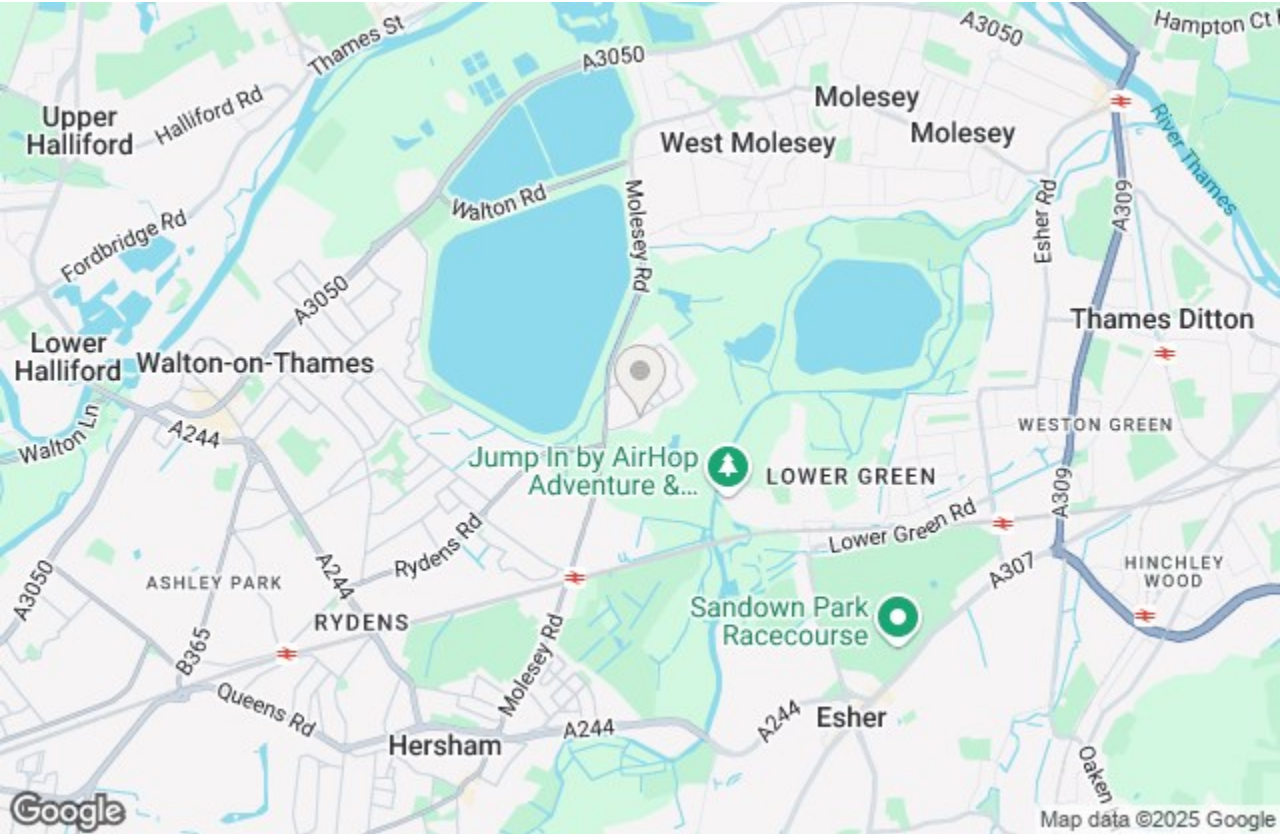 Thames St
A3050
A3050
Hampton Ct
Upper
Halliford
Halliford Rd
Molesey
West Molesey
Molesey
River Thames
Walton Rd
Molesey Rd
Esher Rd
A309
Fordbridge Rd
A3050
Lower
Halliford
Walton-on-Thames
Thames Ditton
Walton Ln
A244
WESTON GREEN
Jump In by AirHop
Adventure &...
LOWER GREEN
A309
Rydens Rd
Lower Green Rd
A3050
ASHLEY PARK
A244
A307
HINCHLEY
WOOD
RYDENS
Sandown Park
Racecourse
B365
Molesey Rd
Queens Rd
Hersham
A244
A244
Esher
Oaken
Google
Map data ©2025 Google